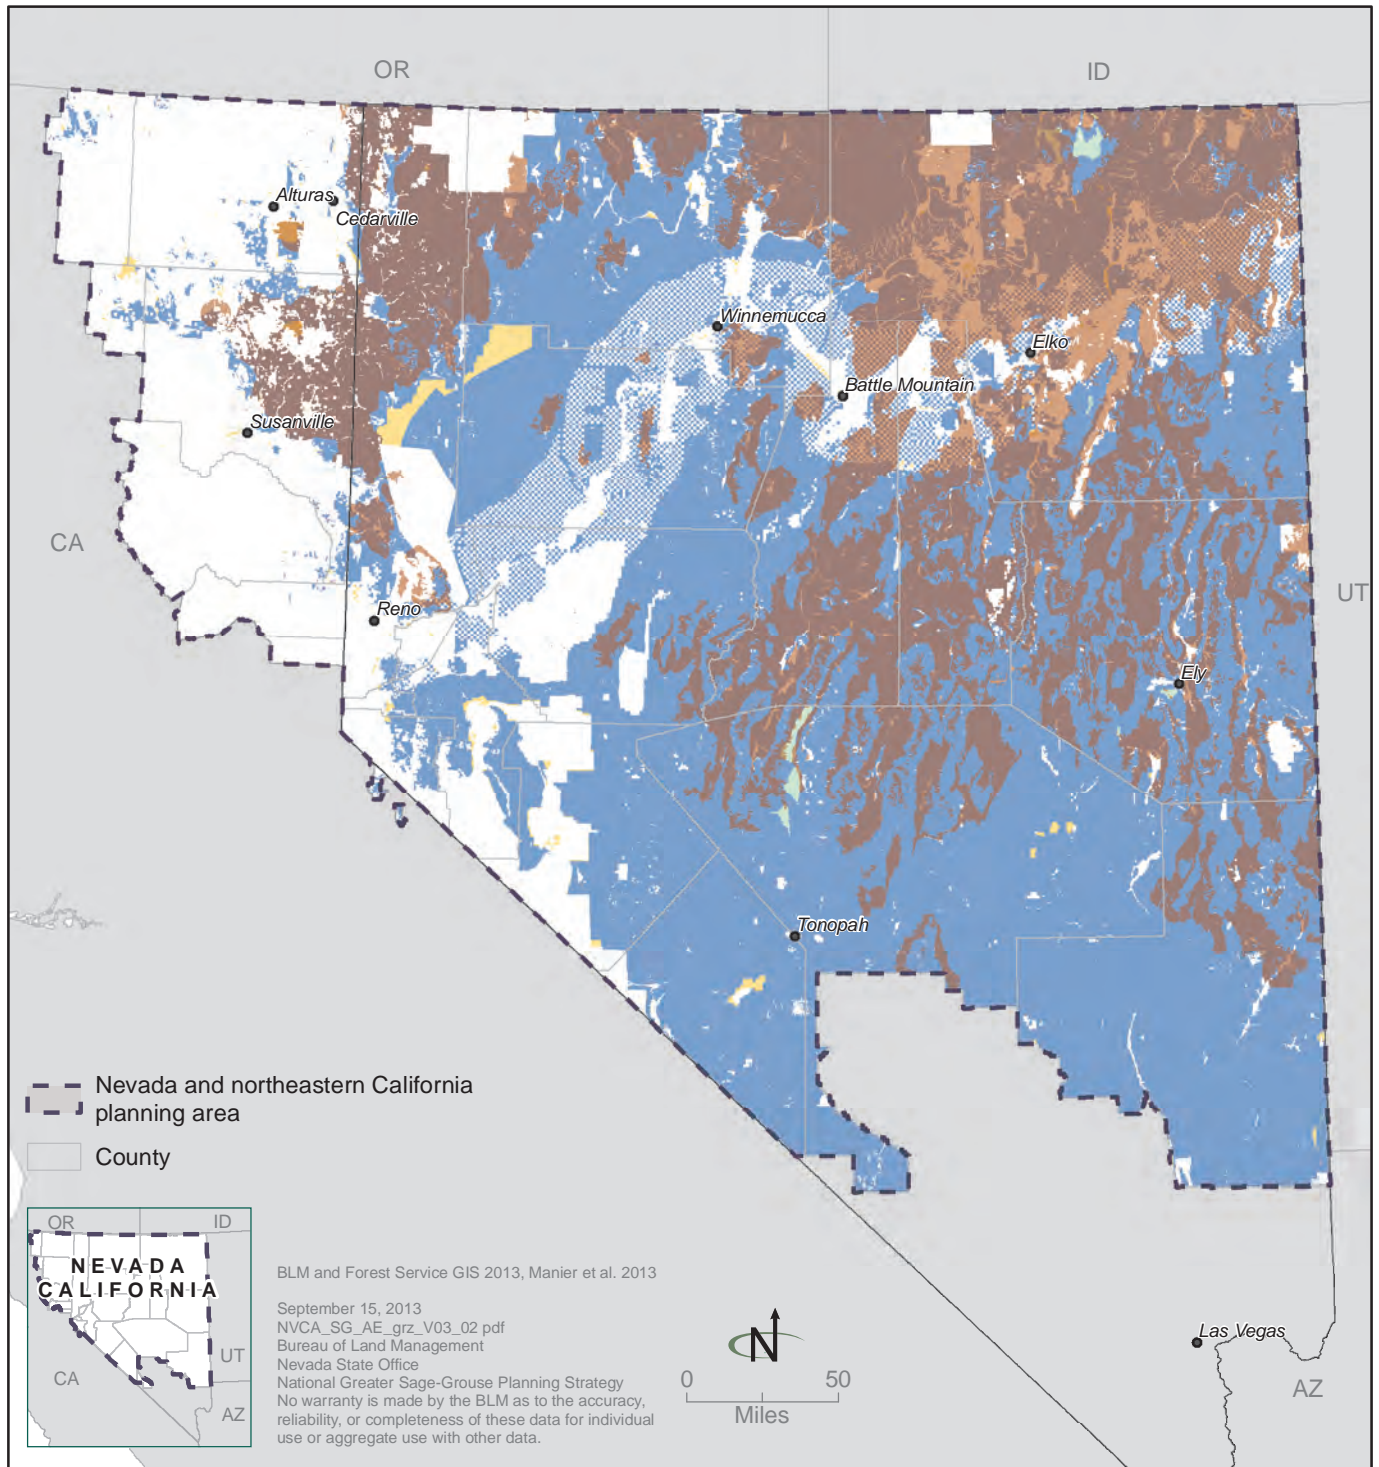 OR
ID
Alturas
Cedarville
Winnemucca
Elko
Battle Mountain
Susanville
CA
UT
Reno
Ely
Tonopah
Nevada and northeastern California
planning area
County
OR
ID
NEVADA
CALIFORNIA
UT
CA
AZ
BLM and Forest Service GIS 2013, Manier et al. 2013
September 15, 2013
NVCA_SG_AE_grz_V03_02 pdf
Bureau of Land Management
Nevada State Office
National Greater Sage-Grouse Planning Strategy
No warranty is made by the BLM as to the accuracy,
reliability, or completeness of these data for individual
use or aggregate use with other data.
N
0 50
Miles
Las Vegas
AZ